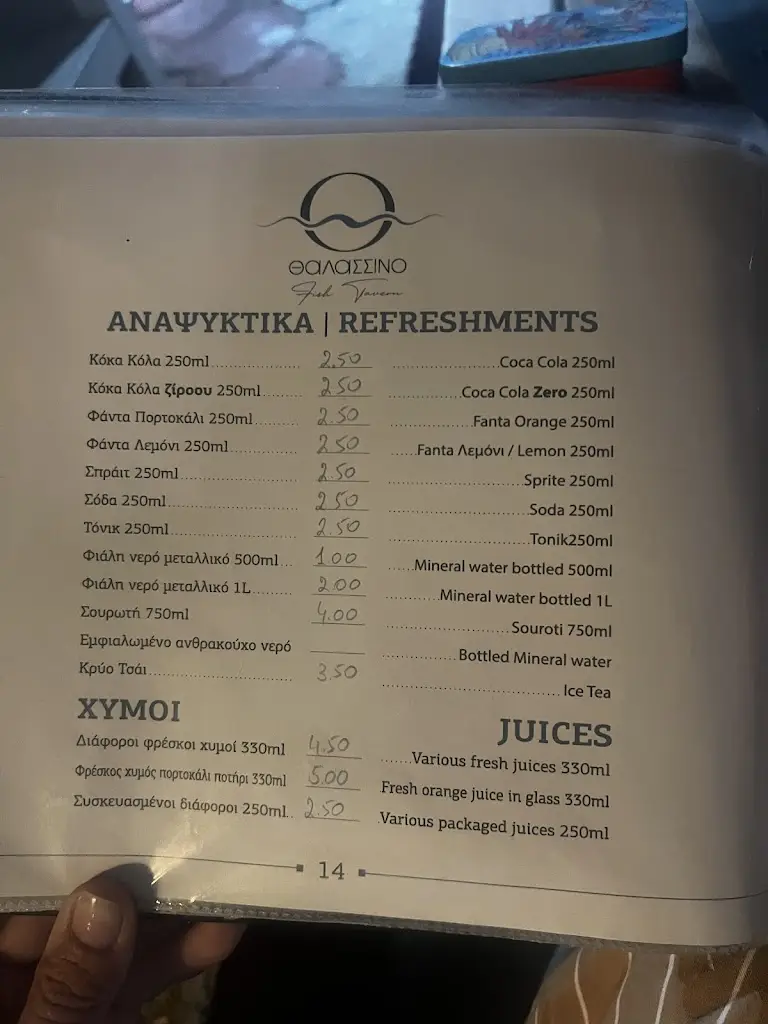 ΘΑΛΑΣΣΙΝΟ
Fish Tavern
ΑΝΑΨΥΚΤΙΚΑ | REFRESHMENTS
Κόκα Κόλα 250ml 2.50 Coca Cola 250ml
Κόκα Κόλα ζίροου 250ml 2.50 Coca Cola Zero 250ml
Φάντα Πορτοκάλι 250ml 2.50 Fanta Orange 250ml
Φάντα Λεμόνι 250ml 2.50 Fanta Λεμόνι / Lemon 250ml
Σπράιτ 250ml 2.50 Sprite 250ml
Σόδα 250ml 2.50 Soda 250ml
Τόνικ 250ml 2.50 Tonik250ml
Φιάλη νερό μεταλλικό 500ml 1.00 Mineral water bottled 500ml
Φιάλη νερό μεταλλικό 1L 2.00 Mineral water bottled 1L
Σουρωτή 750ml 4.00 Souroti 750ml
Εμφιαλωμένο ανθρακούχο νερό Bottled Mineral water
Κρύο Τσάι 3.50 Ice Tea
ΧΥΜΟΙ JUICES
Διάφοροι φρέσκοι χυμοί 330ml 4.50 Various fresh juices 330ml
Φρέσκος χυμός πορτοκάλι ποτήρι 330ml 5.00 Fresh orange juice in glass 330ml
Συσκευασμένοι διάφοροι 250ml 2.50 Various packaged juices 250ml
14